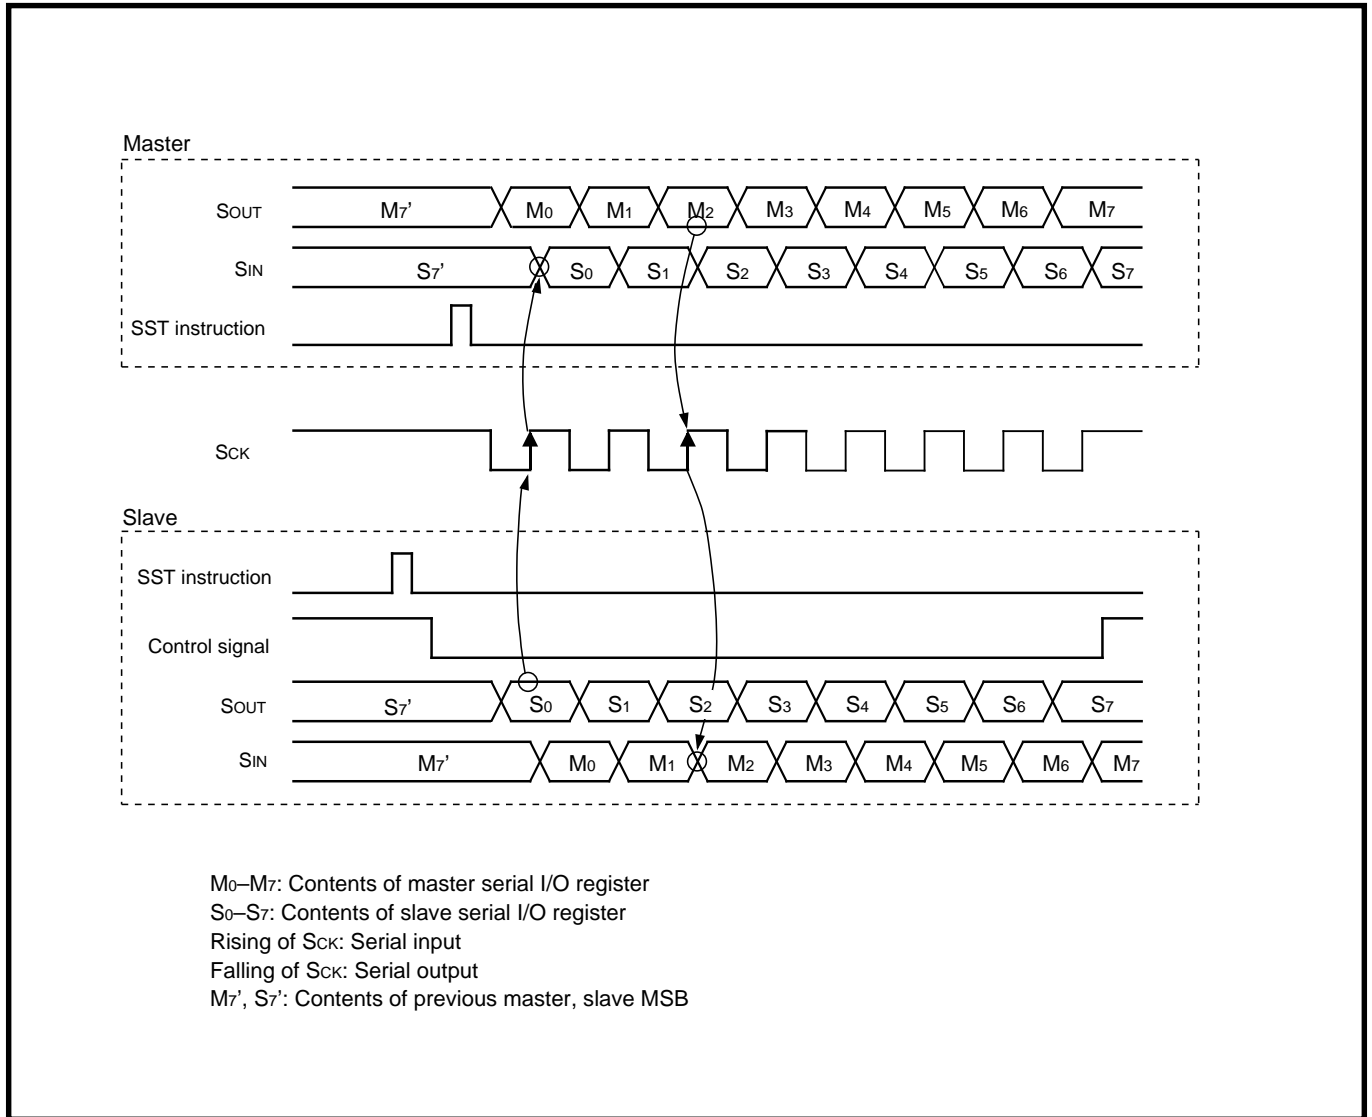 Master
SOUT M7’ M0 M1 M2 M3 M4 M5 M6 M7
SIN S7’ S0 S1 S2 S3 S4 S5 S6 S7
SST instruction
SCK
Slave
SST instruction
Control signal
SOUT S7’ S0 S1 S2 S3 S4 S5 S6 S7
SIN M7’ M0 M1 M2 M3 M4 M5 M6 M7
M0–M7: Contents of master serial I/O register
S0–S7: Contents of slave serial I/O register
Rising of SCK: Serial input
Falling of SCK: Serial output
M7’, S7’: Contents of previous master, slave MSB